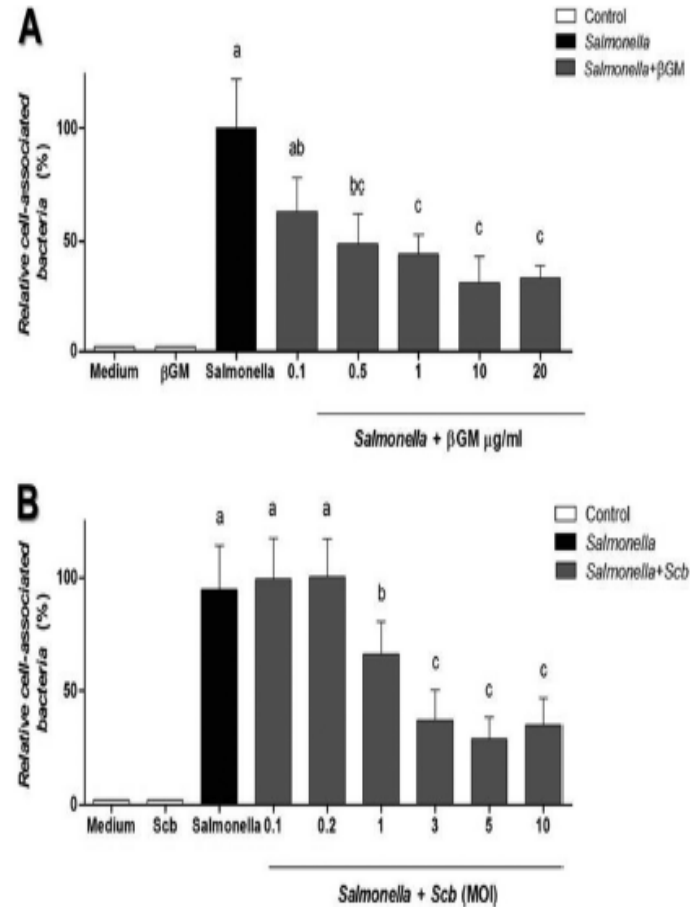 A
Control
Salmonella
Salmonella+βGM
Relative cell-associated
bacteria (%)
100
50
0
a
ab
bc
c
c
c
Medium βGM Salmonella 0.1 0.5 1 10 20
Salmonella + βGM μg/ml
B
Control
Salmonella
Salmonella+Scb
Relative cell-associated
bacteria (%)
100
50
0
a
a
a
b
c
c
c
Medium Scb Salmonella 0.1 0.2 1 3 5 10
Salmonella + Scb (MOI)